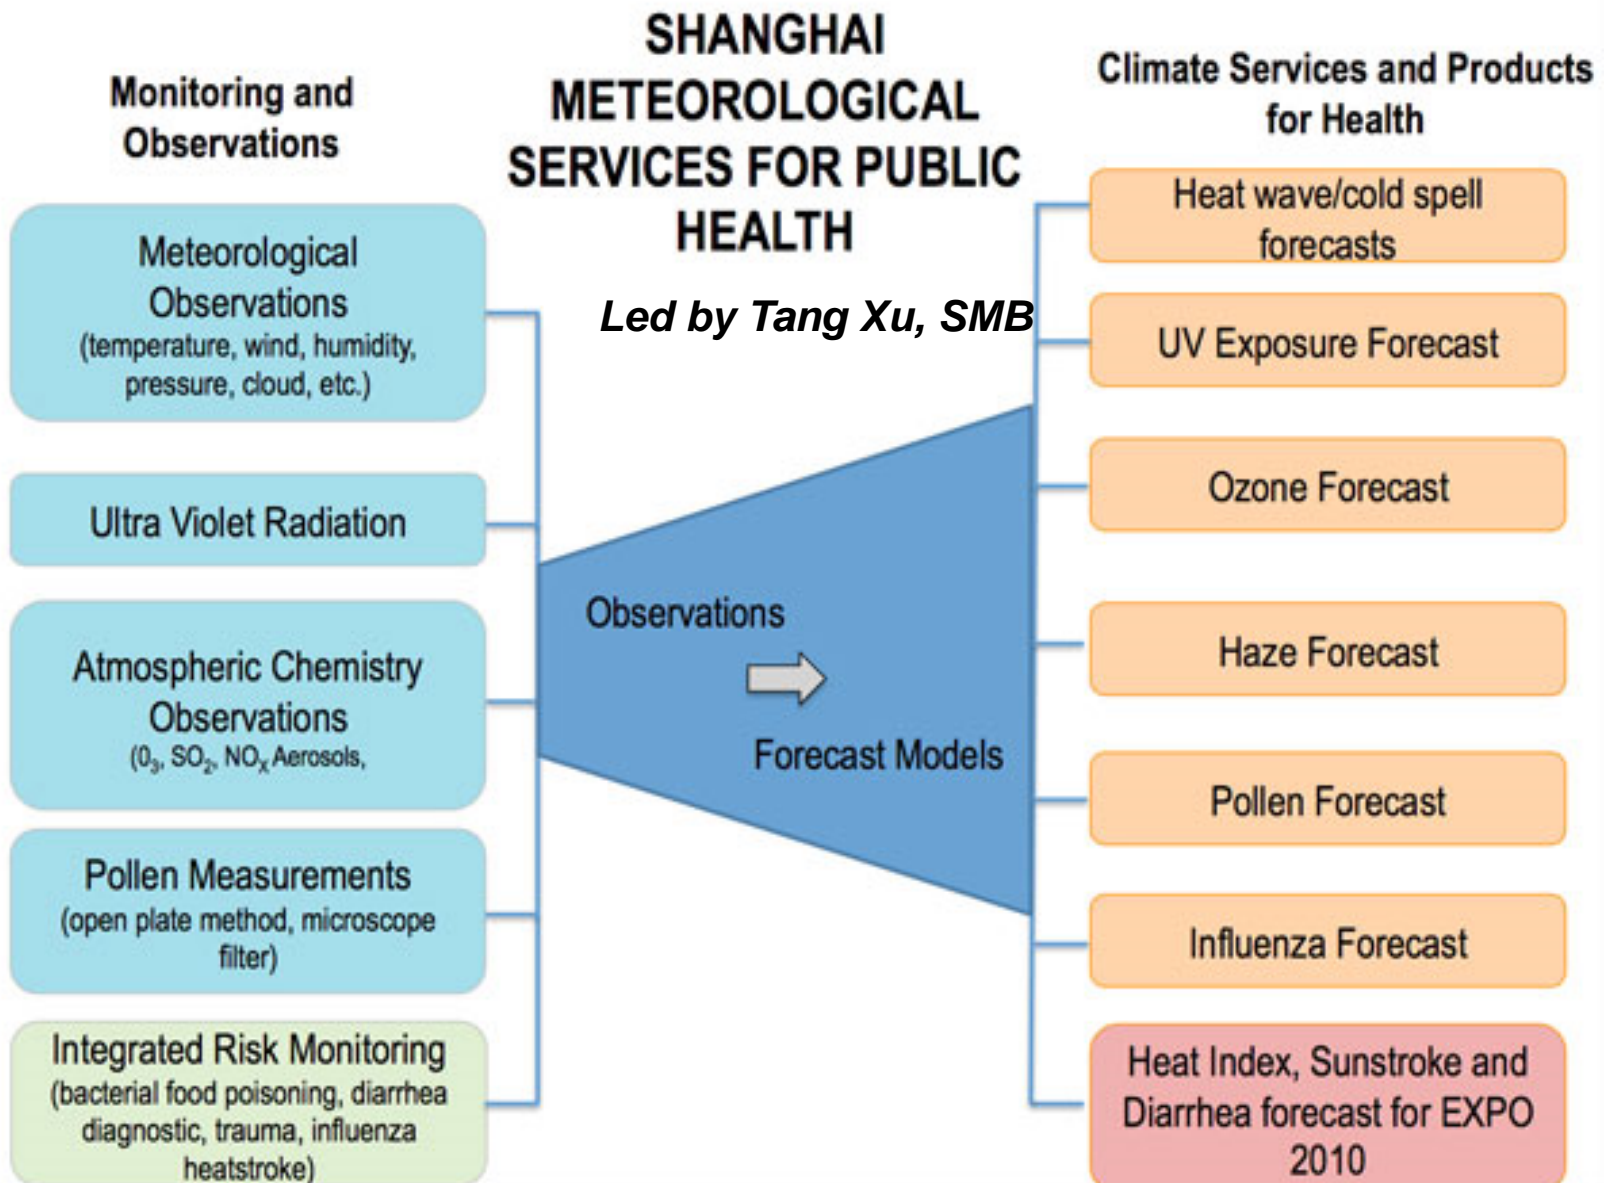 SHANGHAI
METEOROLOGICAL
SERVICES FOR PUBLIC
HEALTH
Led by Tang Xu, SMB
Monitoring and
Observations
Meteorological
Observations
(temperature, wind, humidity,
pressure, cloud, etc.)
Ultra Violet Radiation
Atmospheric Chemistry
Observations
(0₃, SO₂, NOₓ Aerosols,
Pollen Measurements
(open plate method, microscope
filter)
Integrated Risk Monitoring
(bacterial food poisoning, diarrhea
diagnostic, trauma, influenza
heatstroke)
Observations
Forecast Models
Climate Services and Products
for Health
Heat wave/cold spell
forecasts
UV Exposure Forecast
Ozone Forecast
Haze Forecast
Pollen Forecast
Influenza Forecast
Heat Index, Sunstroke and
Diarrhea forecast for EXPO
2010